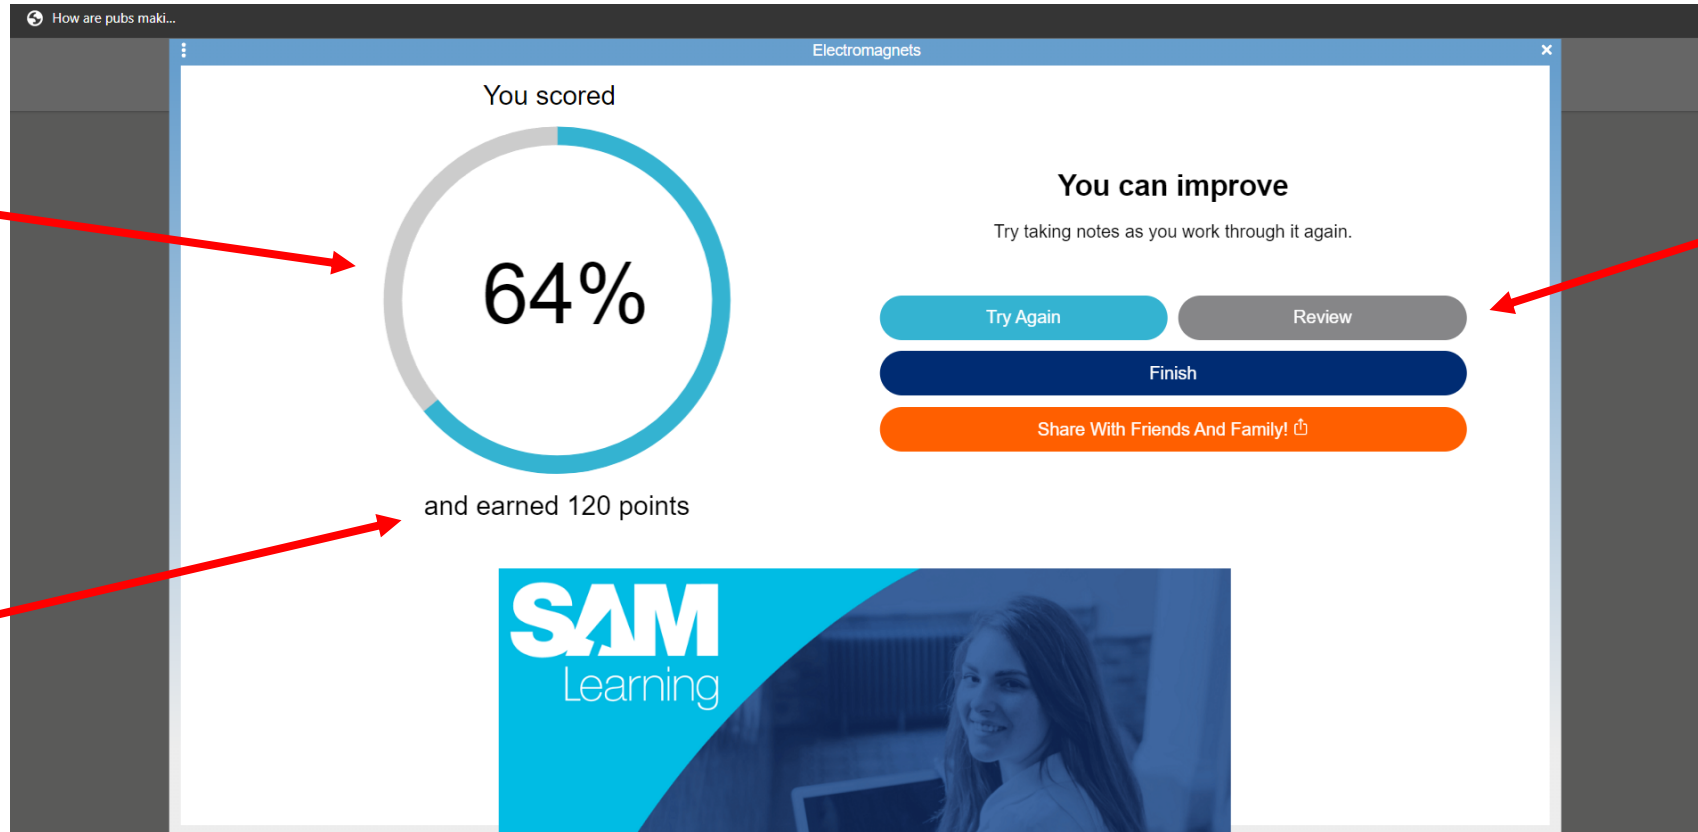 How are pubs maki...
Electromagnets
You scored
64%
and earned 120 points
You can improve
Try taking notes as you work through it again.
Try Again
Review
Finish
Share With Friends And Family!
SAM
Learning